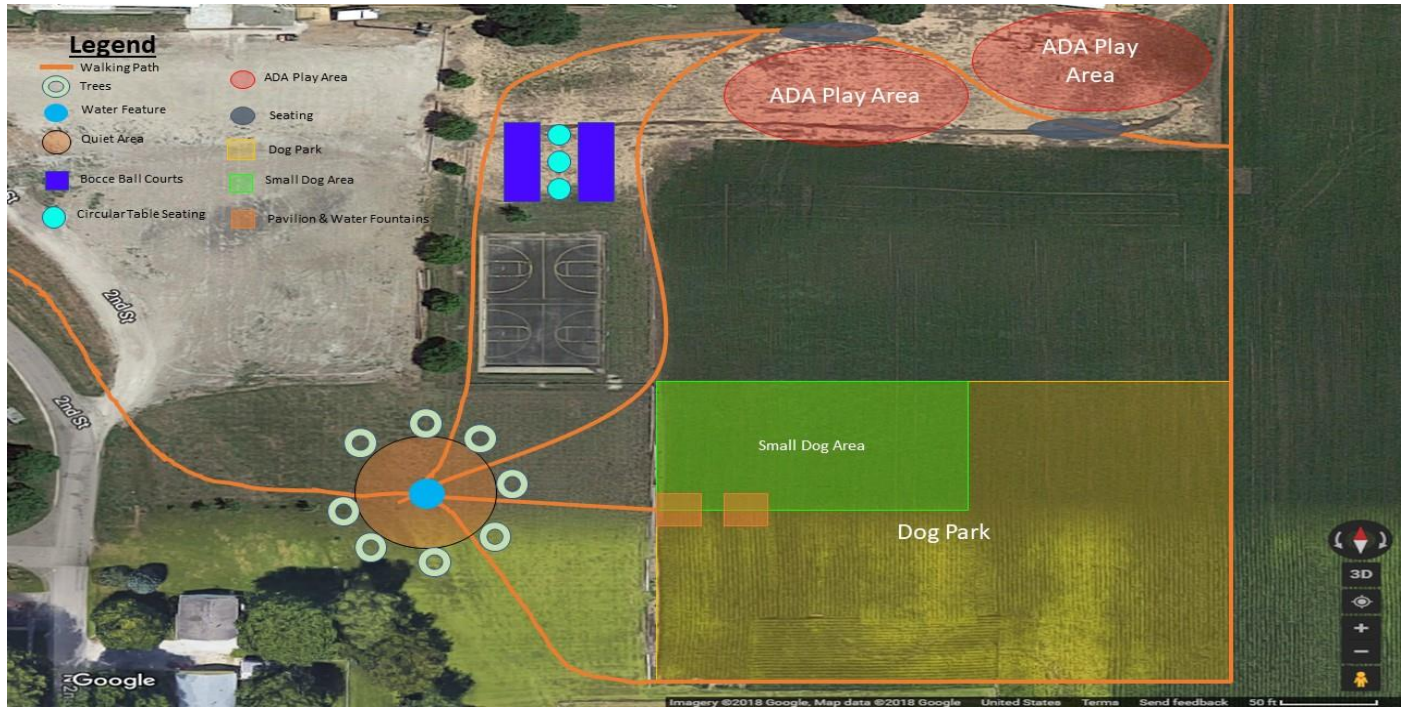 Legend
Walking Path
Trees
Water Feature
Quiet Area
Bocce Ball Courts
Circular Table Seating
ADA Play Area
Seating
Dog Park
Small Dog Area
Pavilion & Water Fountains
ADA Play Area
ADA Play
Area
2nd St
2nd St
Small Dog Area
Dog Park
3D
Google
Imagery ©2018 Google, Map data ©2018 Google United States Terms Send feedback 50 ft